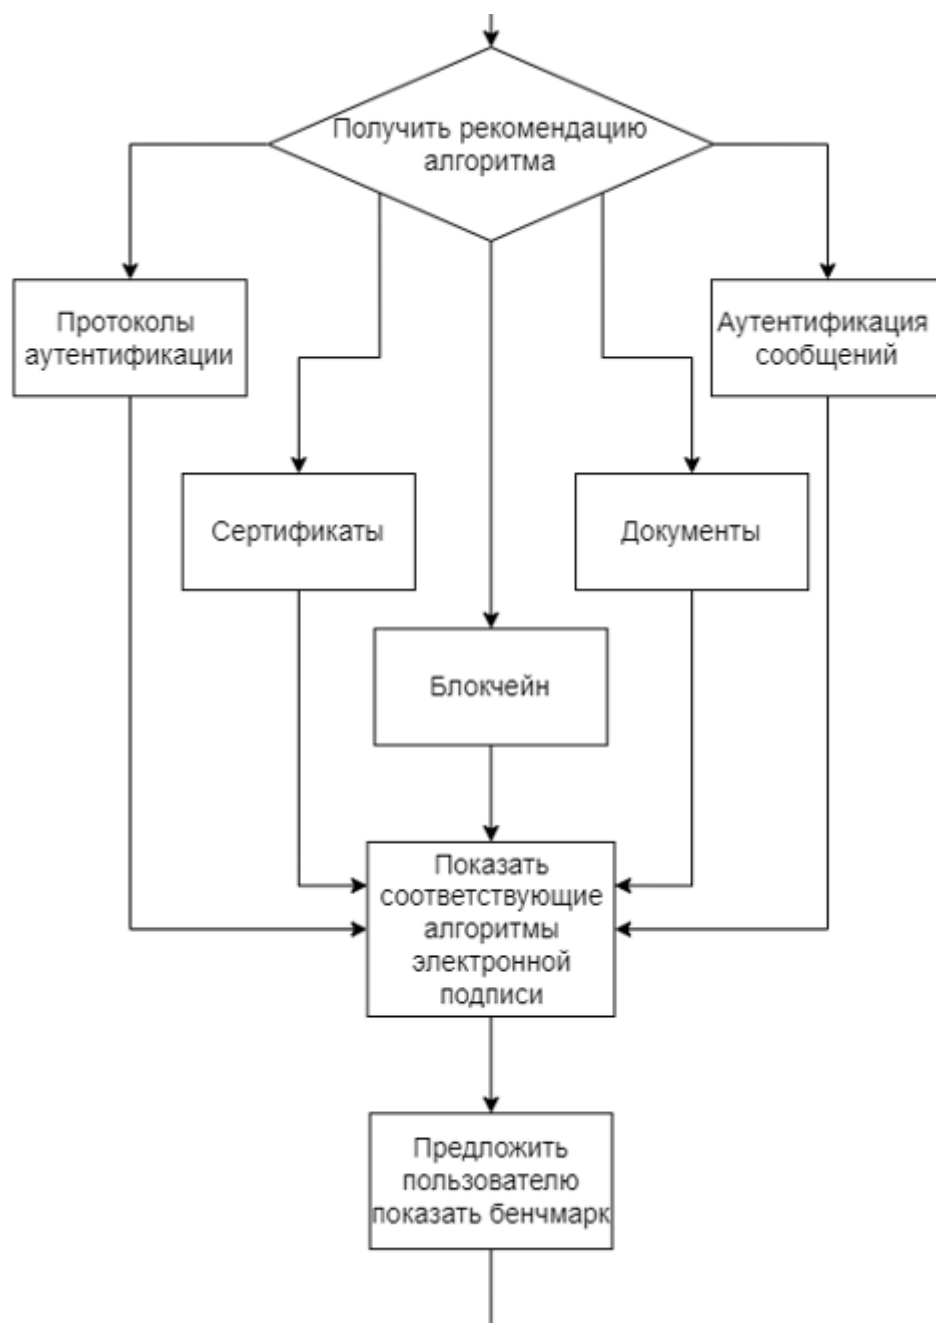 Получить рекомендацию
алгоритма
Протоколы
аутентификации
Аутентификация
сообщений
Сертификаты
Документы
Блокчейн
Показать
соответствующие
алгоритмы
электронной
подписи
Предложить
пользователю
показать бенчмарк